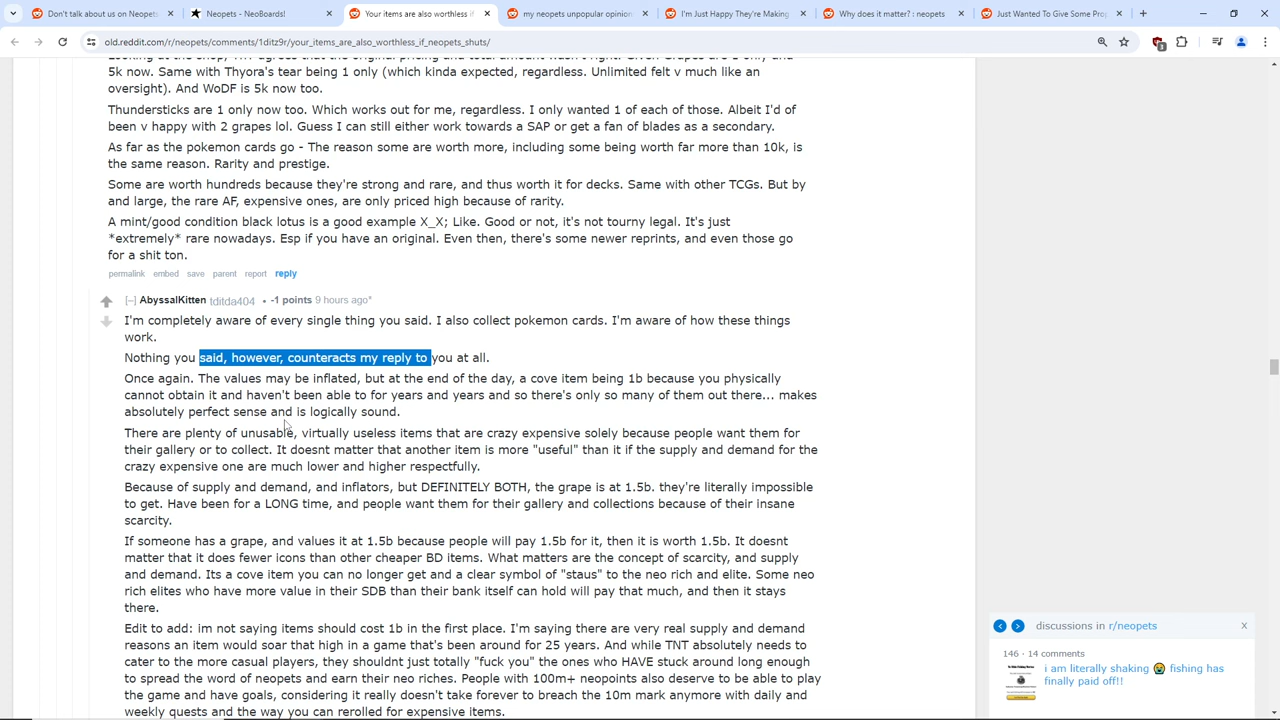 Don't talk about us on Neopets
Neopets - NeoBoards!
Your items are also worthless if
my neopets unpopular opinion
I'm Just Happy They're Making
Why does it matter? : neopets
Just Wanted To Give Some Pro
old.reddit.com/r/neopets/comments/1ditz9r/your_items_are_also_worthless_if_neopets_shuts/
5k now. Same with Thyora's tear being 1 only (which kinda expected, regardless. Unlimited felt v much like an
oversight). And WoDF is 5k now too.
Thundersticks are 1 only now too. Which works out for me, regardless. I only wanted 1 of each of those. Albeit I'd of
been v happy with 2 grapes lol. Guess I can still either work towards a SAP or get a fan of blades as a secondary.
As far as the pokemon cards go - The reason some are worth more, including some being worth far more than 10k, is
the same reason. Rarity and prestige.
Some are worth hundreds because they're strong and rare, and thus worth it for decks. Same with other TCGs. But by
and large, the rare AF, expensive ones, are only priced high because of rarity.
A mint/good condition black lotus is a good example X_X; Like. Good or not, it's not tourny legal. It's just
*extremely* rare nowadays. Esp if you have an original. Even then, there's some newer reprints, and even those go
for a shit ton.
permalink embed save parent report reply
[–] AbyssalKitten tditda404 • -1 points 9 hours ago*
I'm completely aware of every single thing you said. I also collect pokemon cards. I'm aware of how these things
work.
Nothing you said, however, counteracts my reply to you at all.
Once again. The values may be inflated, but at the end of the day, a cove item being 1b because you physically
cannot obtain it and haven't been able to for years and years and so there's only so many of them out there... makes
absolutely perfect sense and is logically sound.
There are plenty of unusable, virtually useless items that are crazy expensive solely because people want them for
their gallery or to collect. It doesnt matter that another item is more "useful" than it if the supply and demand for the
crazy expensive one are much lower and higher respectfully.
Because of supply and demand, and inflators, but DEFINITELY BOTH, the grape is at 1.5b. they're literally impossible
to get. Have been for a LONG time, and people want them for their gallery and collections because of their insane
scarcity.
If someone has a grape, and values it at 1.5b because people will pay 1.5b for it, then it is worth 1.5b. It doesnt
matter that it does fewer icons than other cheaper BD items. What matters are the concept of scarcity, and supply
and demand. Its a cove item you can no longer get and a clear symbol of "staus" to the neo rich and elite. Some neo
rich elites who have more value in their SDB than their bank itself can hold will pay that much, and then it stays
there.
Edit to add: im not saying items should cost 1b in the first place. I'm saying there are very real supply and demand
reasons an item would soar that high in a game that's been around for 25 years. And while TNT absolutely needs to
cater to the more casual players, they shouldnt just totally "fuck you" the ones who HAVE stuck around long enough
to spread the word of neopets and earn their neo riches. People with 100m+ neopoints also deserve to be able to play
the game and have goals, considering it really doesn't take forever to breach the 10m mark anymore with daily and
weekly quests and the way you can rerolled for expensive items.
discussions in r/neopets X
146 · 14 comments
i am literally shaking 😭 fishing has
finally paid off!!